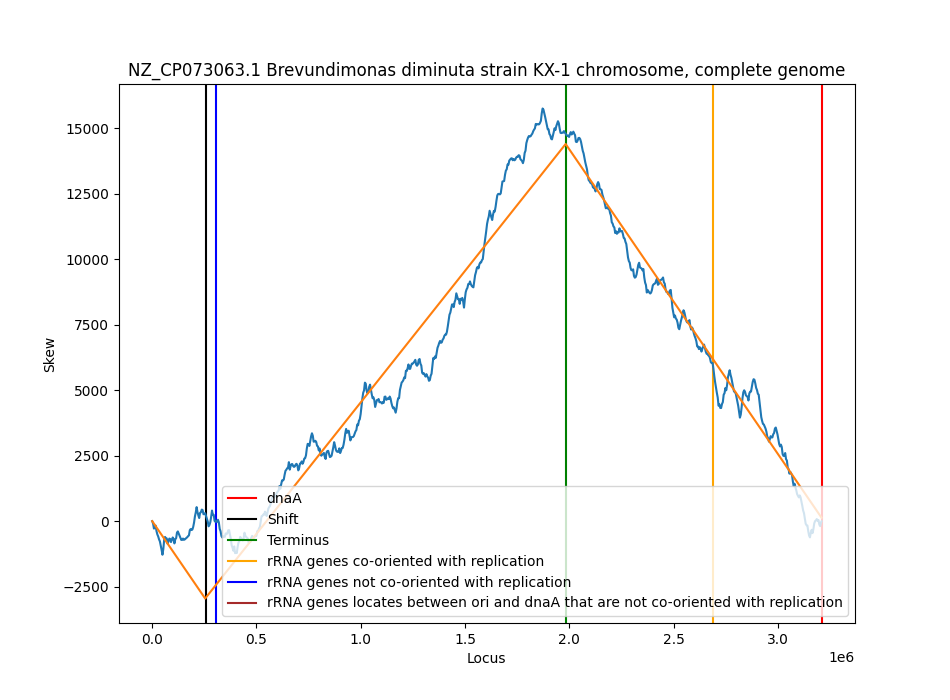 NZ_CP073063.1 Brevundimonas diminuta strain KX-1 chromosome, complete genome
Skew
15000
12500
10000
7500
5000
2500
0
−2500
dnaA
Shift
Terminus
rRNA genes co-oriented with replication
rRNA genes not co-oriented with replication
rRNA genes locates between ori and dnaA that are not co-oriented with replication
0.0 0.5 1.0 1.5 2.0 2.5 3.0
Locus
1e6